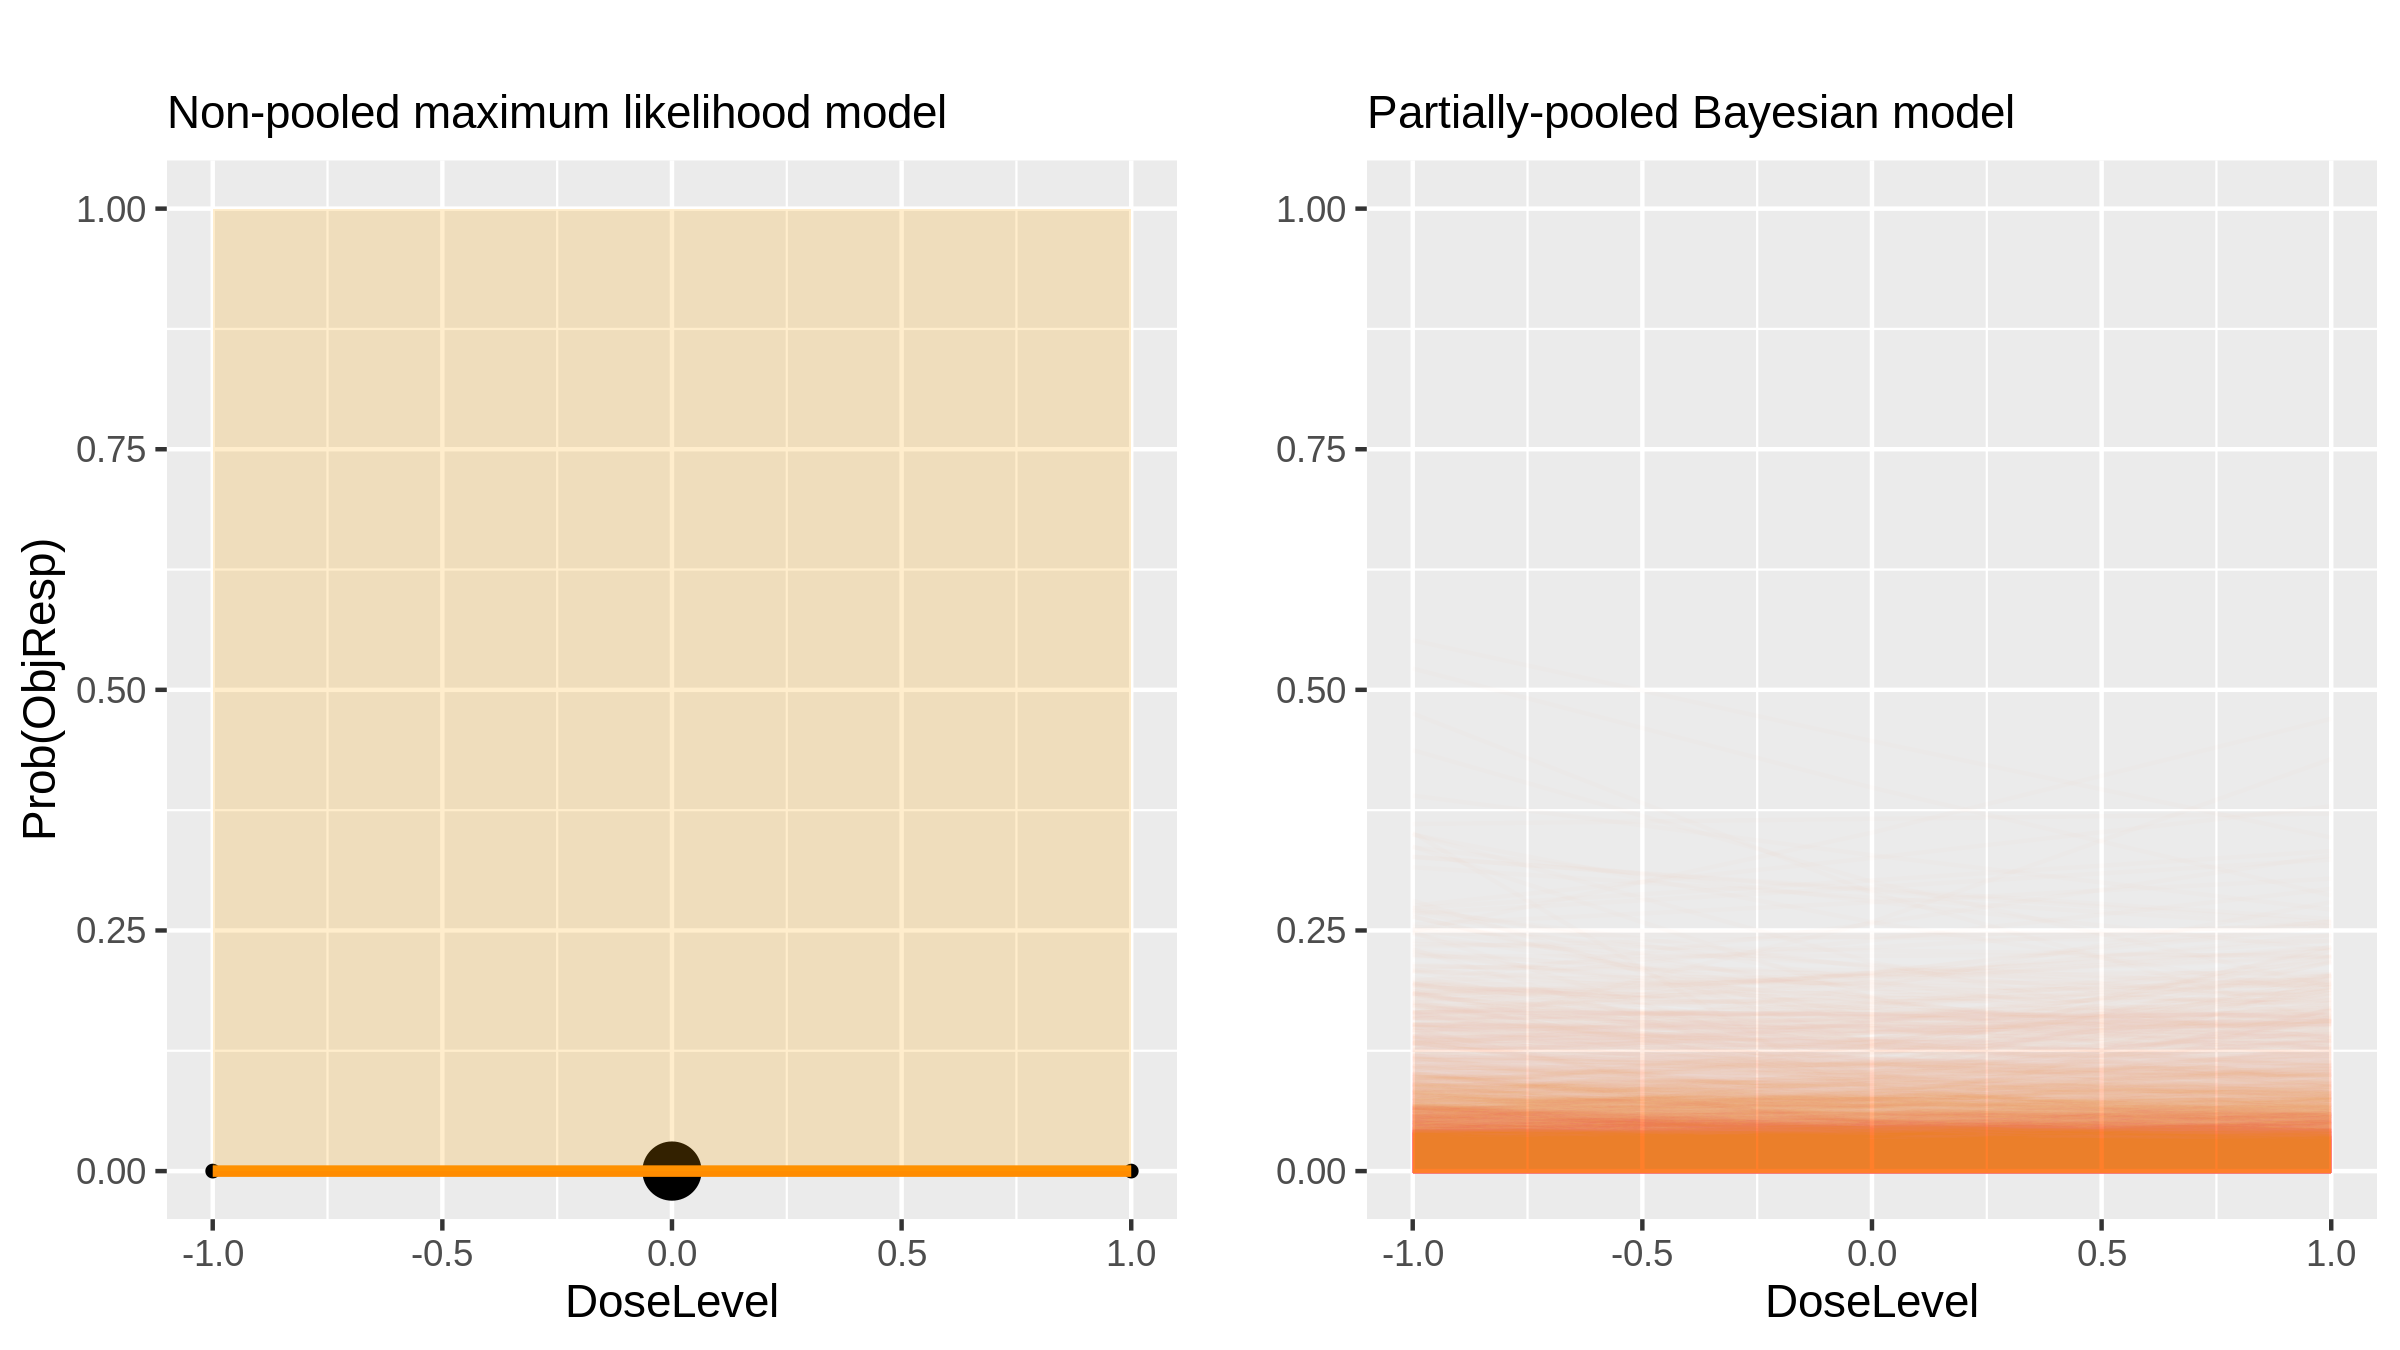 Non-pooled maximum likelihood model
Prob(ObjResp)
1.00
0.75
0.50
0.25
0.00
-1.0 -0.5 0.0 0.5 1.0
DoseLevel
Partially-pooled Bayesian model
1.00
0.75
0.50
0.25
0.00
-1.0 -0.5 0.0 0.5 1.0
DoseLevel